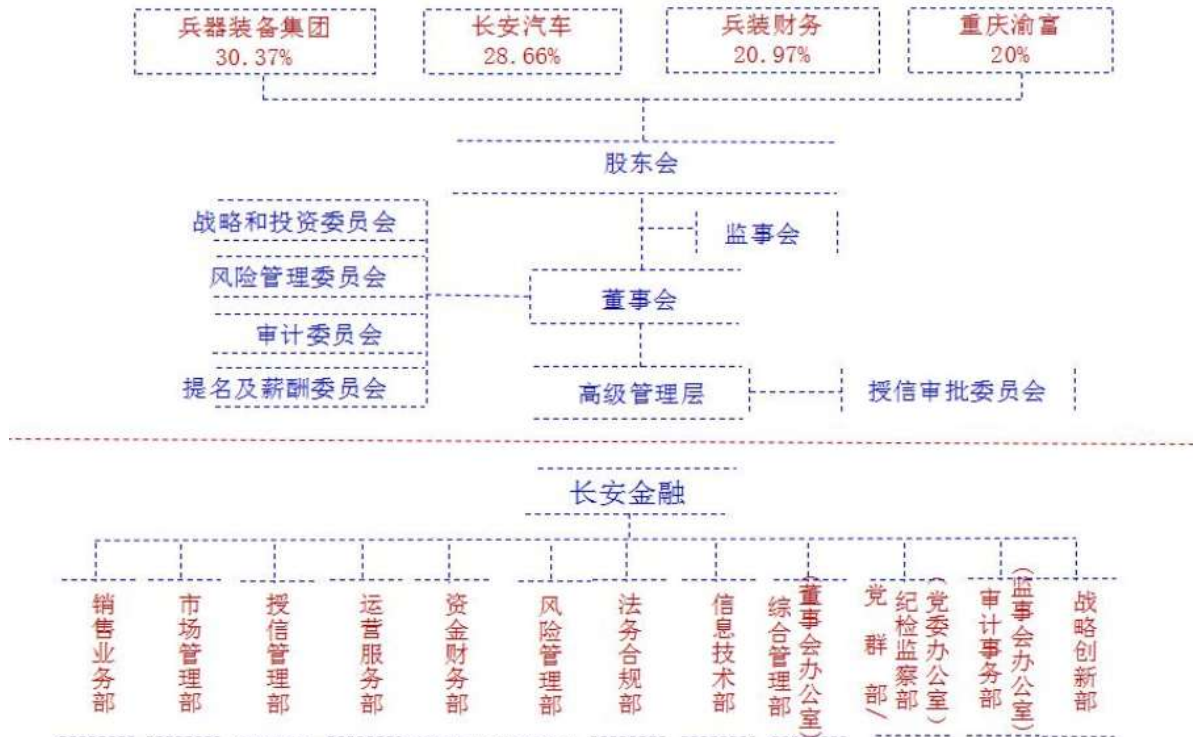 兵器装备集团
30.37%
长安汽车
28.66%
兵装财务
20.97%
重庆渝富
20%
股东会
战略和投资委员会
监事会
风险管理委员会
董事会
审计委员会
提名及薪酬委员会
高级管理层
授信审批委员会
长安金融
销售业务部
市场管理部
授信管理部
运营服务部
资金财务部
风险管理部
法务合规部
信息技术部
综合管理部
(董事会办公室)
党群部/
纪检监察部
(党委办公室)
审计事务部
(监事会办公室)
战略创新部